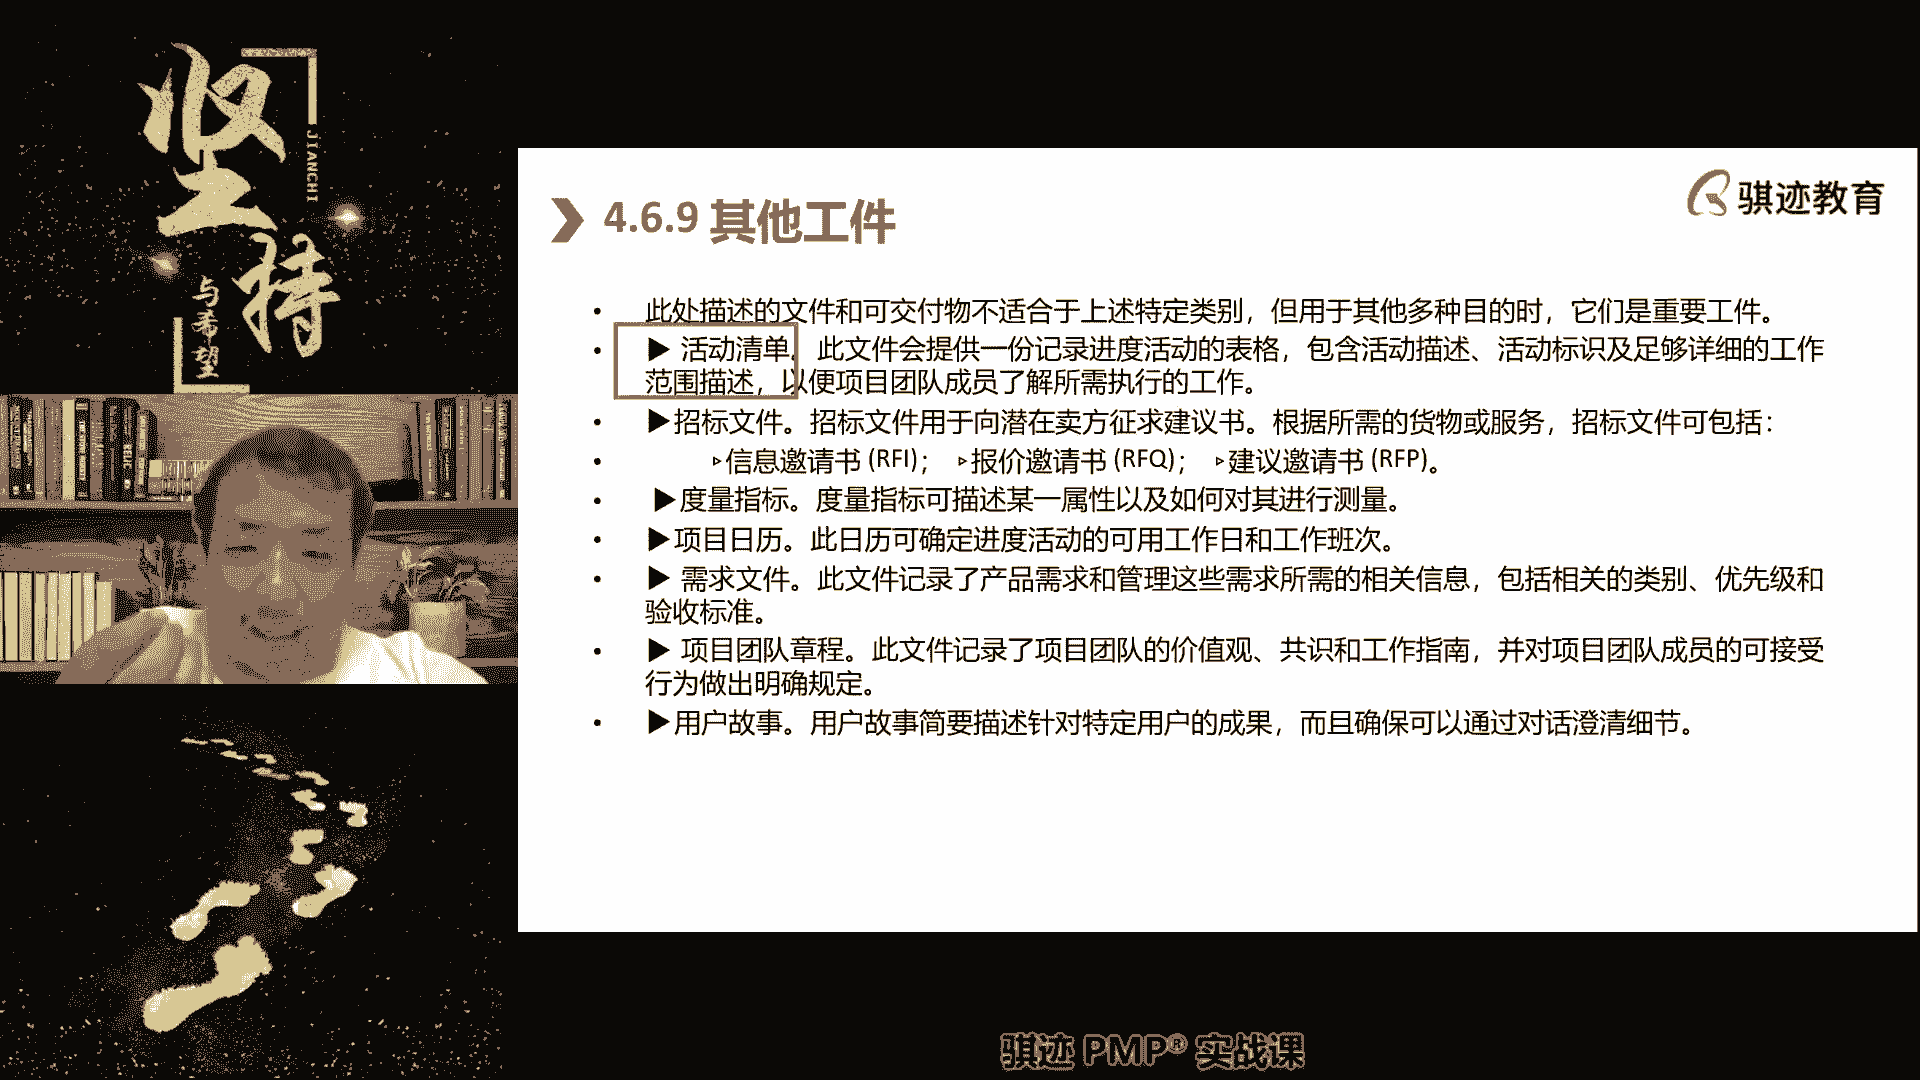 坚持
JIANCHI
与希望
骐迹教育
4.6.9 其他工件
• 此处描述的文件和可交付物不适合于上述特定类别，但用于其他多种目的时，它们是重要工件。
• ▶ 活动清单。此文件会提供一份记录进度活动的表格，包含活动描述、活动标识及足够详细的工作
范围描述，以便项目团队成员了解所需执行的工作。
• ▶招标文件。招标文件用于向潜在卖方征求建议书。根据所需的货物或服务，招标文件可包括：
• ▹信息邀请书 (RFI)； ▹报价邀请书 (RFQ)； ▹建议邀请书 (RFP)。
• ▶度量指标。度量指标可描述某一属性以及如何对其进行测量。
• ▶项目日历。此日历可确定进度活动的可用工作日和工作班次。
• ▶ 需求文件。此文件记录了产品需求和管理这些需求所需的相关信息，包括相关的类别、优先级和
验收标准。
• ▶ 项目团队章程。此文件记录了项目团队的价值观、共识和工作指南，并对项目团队成员的可接受
行为做出明确规定。
• ▶用户故事。用户故事简要描述针对特定用户的成果，而且确保可以通过对话澄清细节。
骐迹 PMP® 实战课